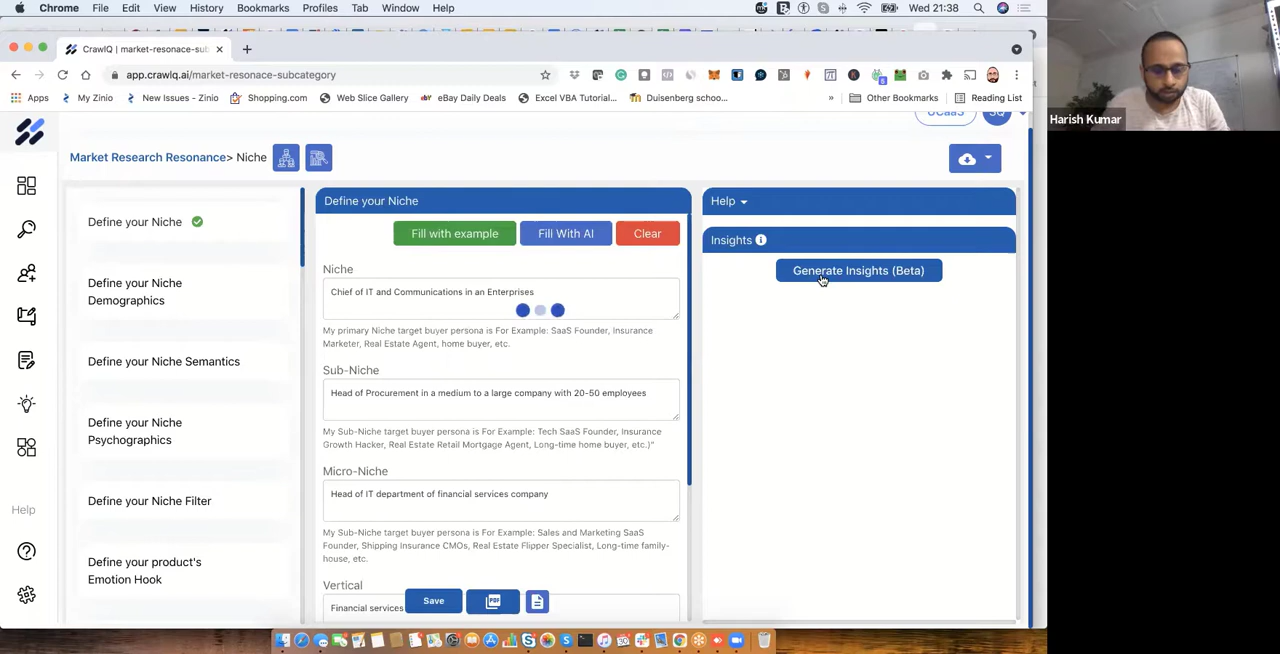 Chrome File Edit View History Bookmarks Profiles Tab Window Help Wed 21:38
CrawlQ | market-resonace-sub
app.crawlq.ai/market-resonace-subcategory
Apps My Zinio New Issues - Zinio Shopping.com Web Slice Gallery eBay Daily Deals Excel VBA Tutorial... Duisenberg schoo... » Other Bookmarks Reading List
Harish Kumar
UCaaS SQ
Market Research Resonance> Niche
Define your Niche
Define your Niche
Demographics
Define your Niche Semantics
Define your Niche
Psychographics
Define your Niche Filter
Define your product's
Emotion Hook
Help
Define your Niche
Fill with example Fill With AI Clear
Niche
Chief of IT and Communications in an Enterprises
My primary Niche target buyer persona is For Example: SaaS Founder, Insurance
Marketer, Real Estate Agent, home buyer, etc.
Sub-Niche
Head of Procurement in a medium to a large company with 20-50 employees
My Sub-Niche target buyer persona is For Example: Tech SaaS Founder, Insurance
Growth Hacker, Real Estate Retail Mortgage Agent, Long-time home buyer, etc.)"
Micro-Niche
Head of IT department of financial services company
My Sub-Niche target buyer persona is For Example: Sales and Marketing SaaS
Founder, Shipping Insurance CMOs, Real Estate Flipper Specialist, Long-time family-
house, etc.
Vertical
Financial services
Save PDF
Help
Insights
Generate Insights (Beta)